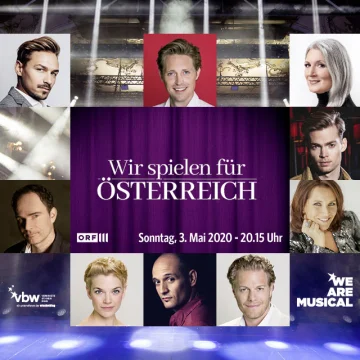 Wir spielen für
ÖSTERREICH
ORF III
Sonntag, 3. Mai 2020 - 20.15 Uhr
vbw
WE
ARE
MUSICAL